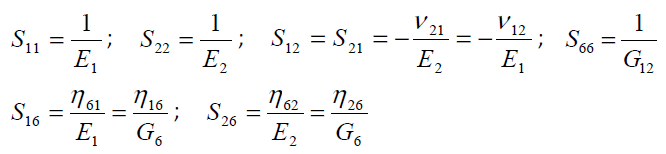 S₁₁ = 1/E₁ ; S₂₂ = 1/E₂ ; S₁₂ = S₂₁ = −ν₂₁/E₂ = −ν₁₂/E₁ ; S₆₆ = 1/G₁₂
S₁₆ = η₆₁/E₁ = η₁₆/G₆ ; S₂₆ = η₆₂/E₂ = η₂₆/G₆